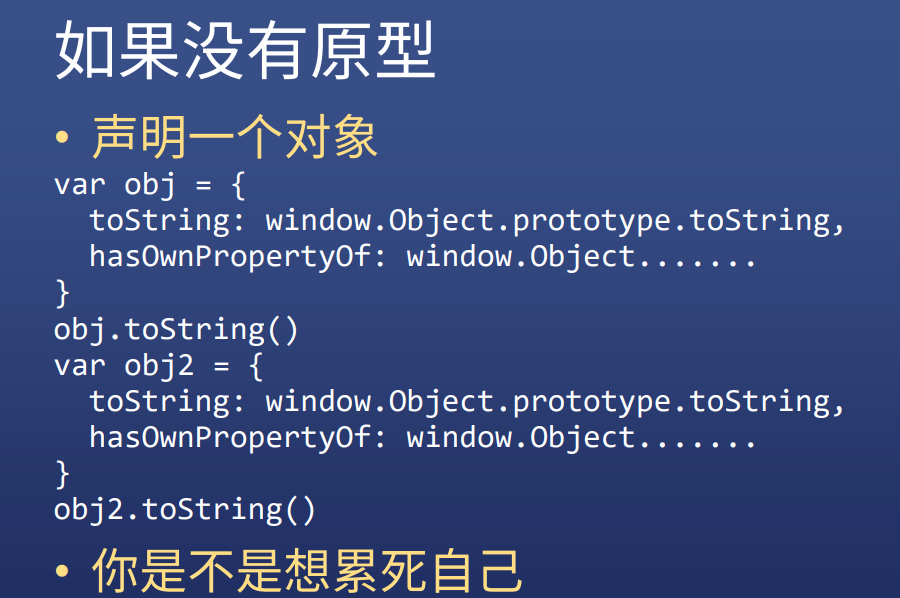 如果没有原型
• 声明一个对象
var obj = {
  toString: window.Object.prototype.toString,
  hasOwnPropertyOf: window.Object.......
}
obj.toString()
var obj2 = {
  toString: window.Object.prototype.toString,
  hasOwnPropertyOf: window.Object.......
}
obj2.toString()
• 你是不是想累死自己